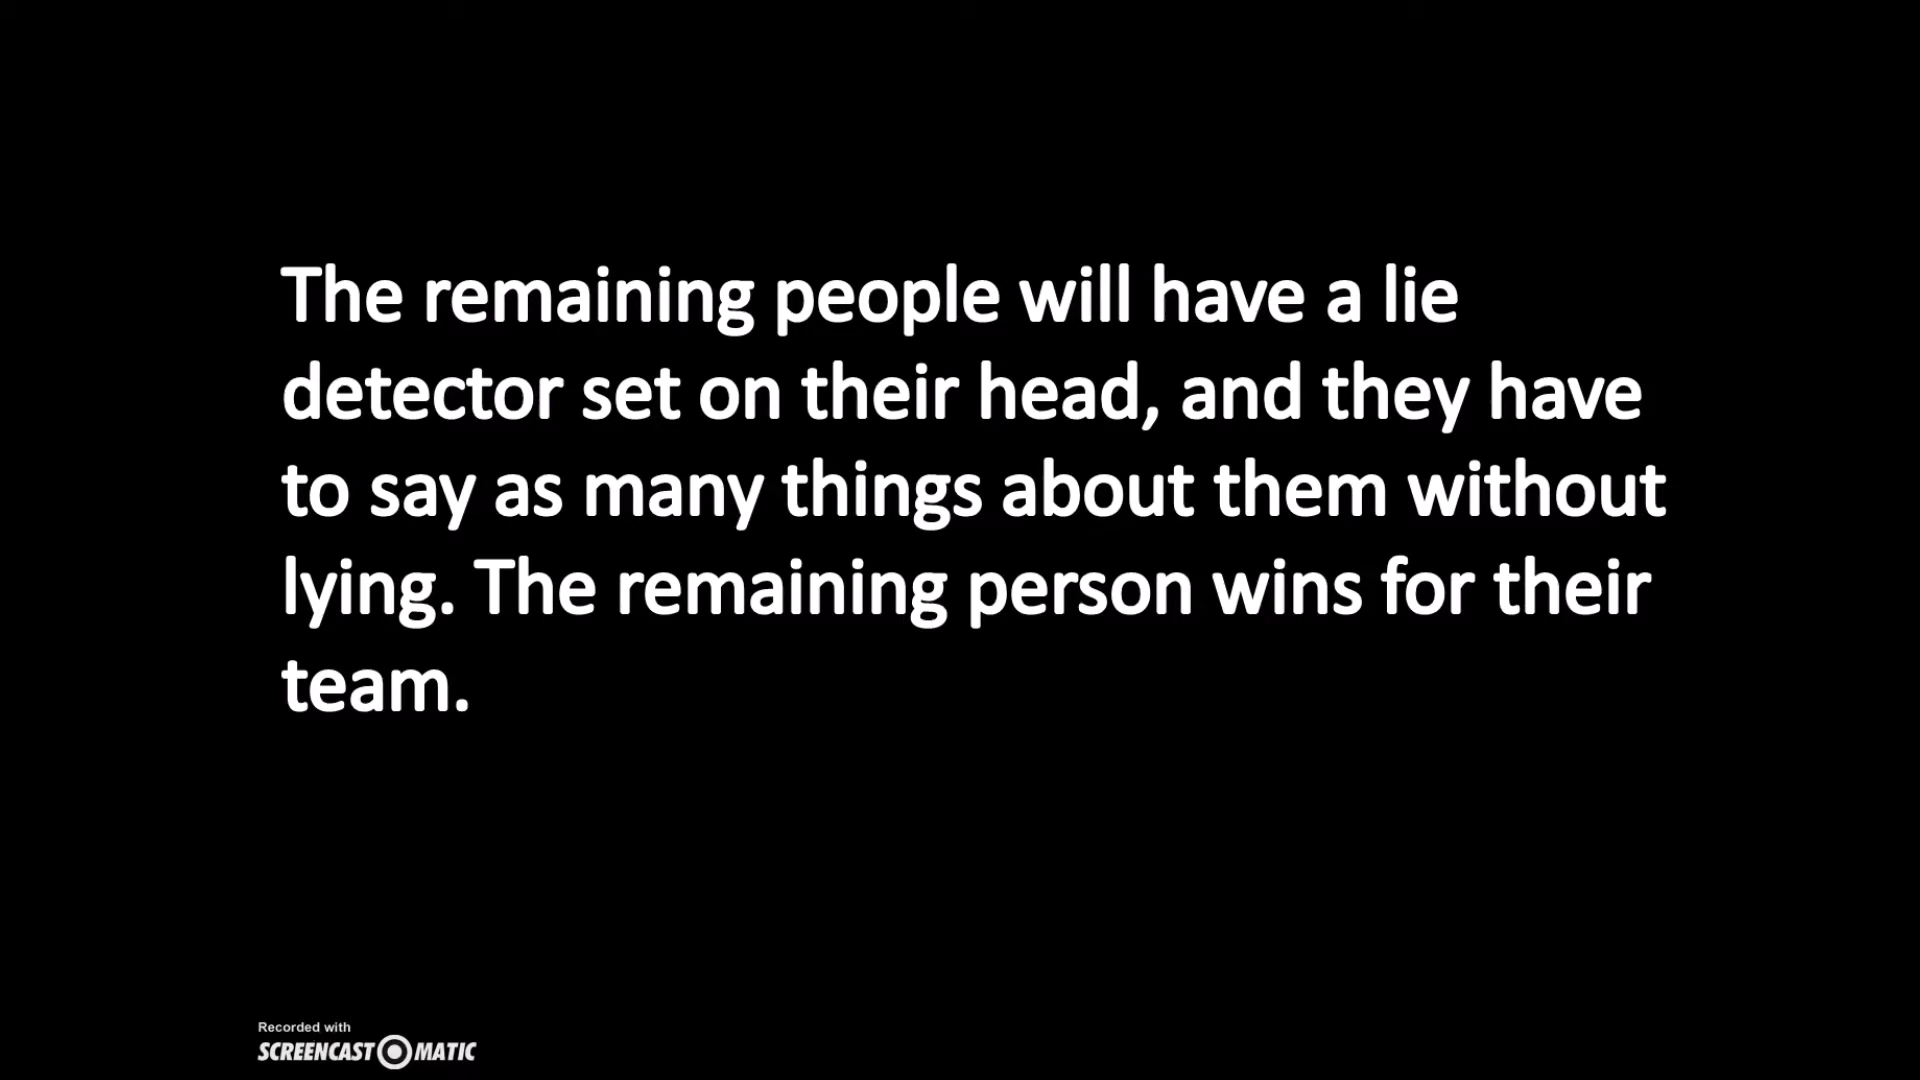 The remaining people will have a lie
detector set on their head, and they have
to say as many things about them without
lying. The remaining person wins for their
team.
Recorded with
SCREENCAST MATIC